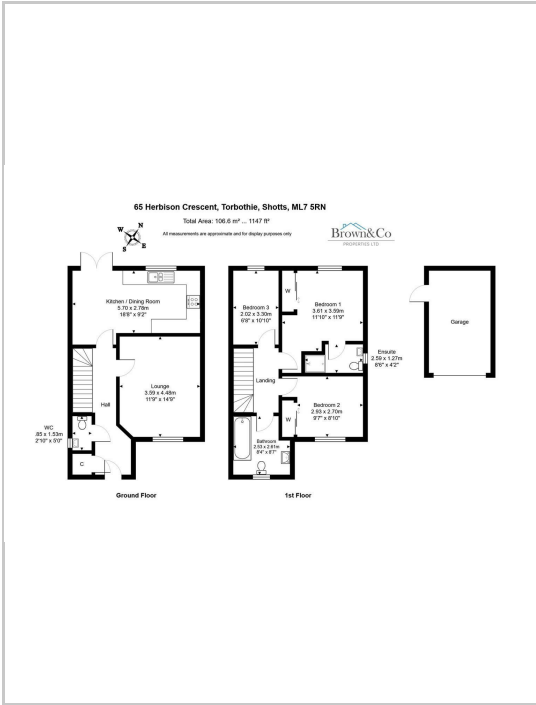 65 Herbison Crescent, Torbothie, Shotts, ML7 5RN
Total Area: 106.6 m² ... 1147 ft²
All measurements are approximate and for display purposes only
N
W
E
S
Brown&Co
PROPERTIES LTD
Kitchen / Dining Room
5.70 x 2.78m
18'8" x 9'2"
Lounge
3.59 x 4.48m
11'9" x 14'9"
Hall
WC
.85 x 1.53m
2'10" x 5'0"
C
Ground Floor
Bedroom 3
2.02 x 3.30m
6'8" x 10'10"
W
Bedroom 1
3.61 x 3.59m
11'10" x 11'9"
Ensuite
2.59 x 1.27m
8'6" x 4'2"
Landing
Bedroom 2
2.93 x 2.70m
9'7" x 8'10"
W
Bathroom
2.53 x 2.61m
8'4" x 8'7"
1st Floor
Garage